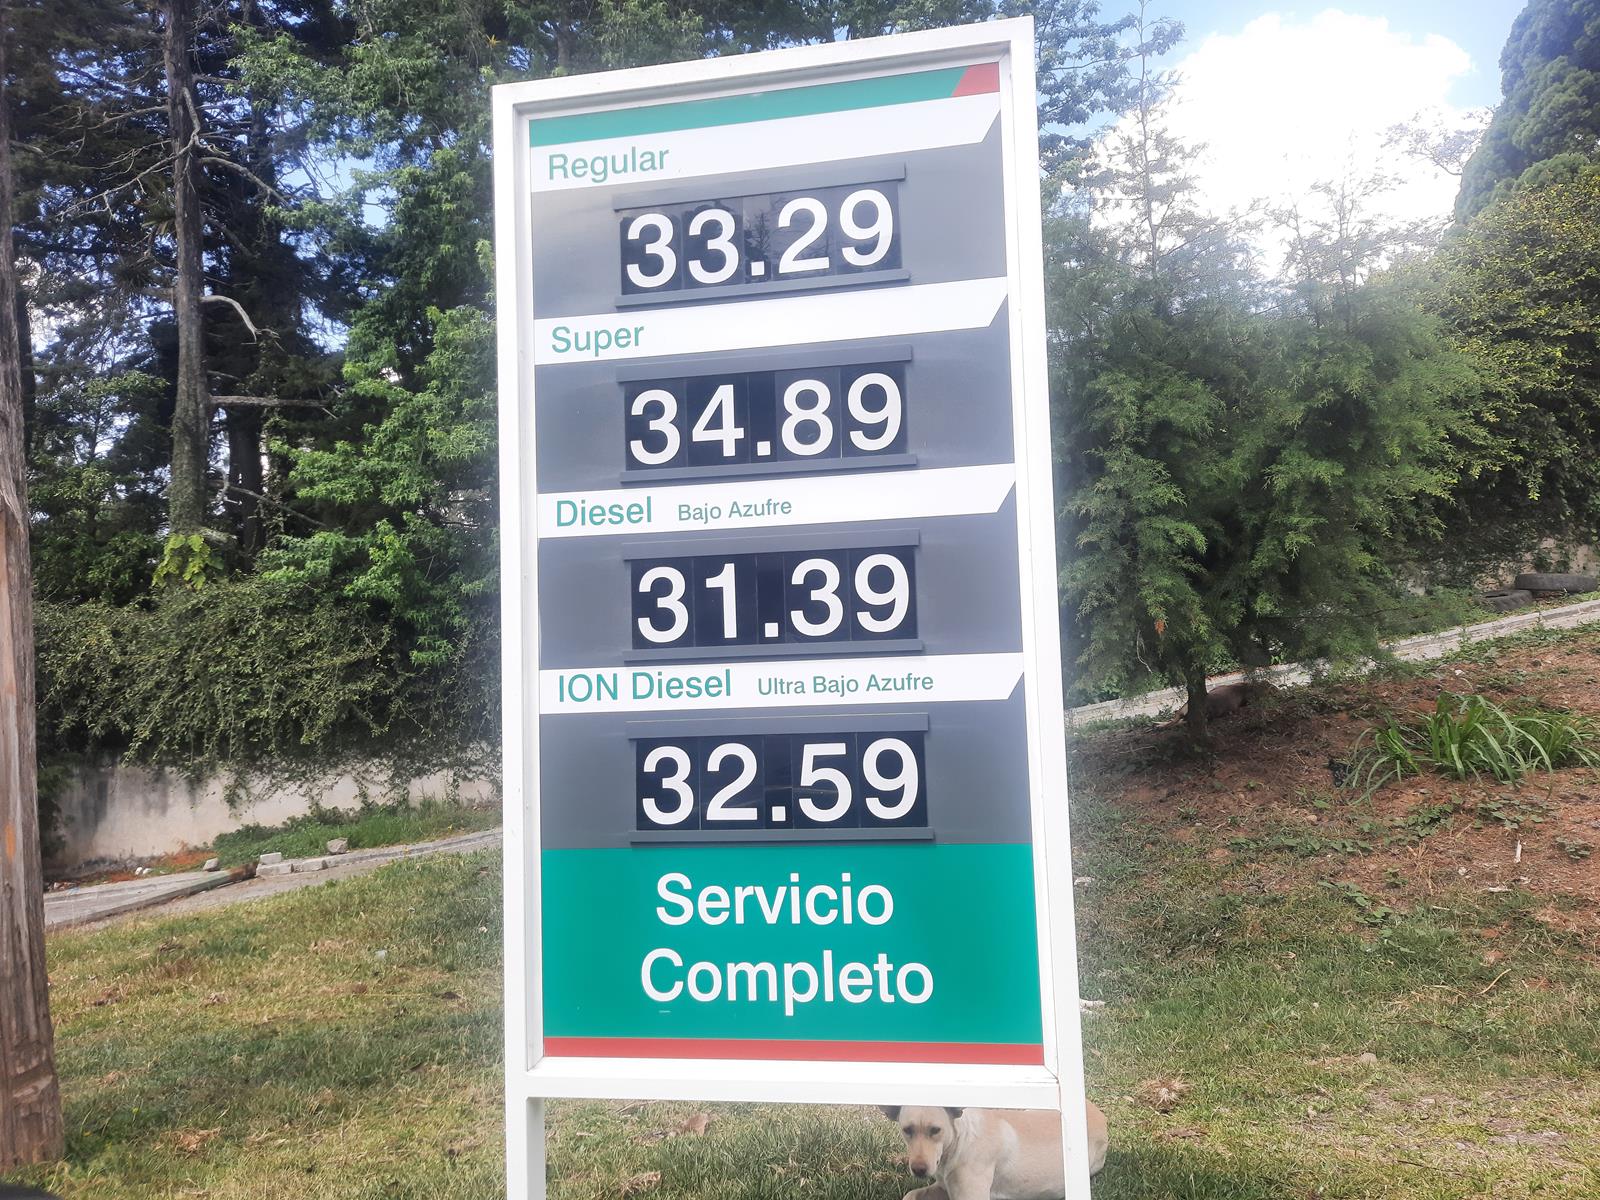 Regular
33.29
Super
34.89
Diesel Bajo Azufre
31.39
ION Diesel Ultra Bajo Azufre
32.59
Servicio
Completo